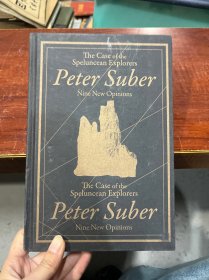 The Case of the
Speluncean Explorers
Peter Suber
Nine New Opinions
The Case of the
Speluncean Explorers
Peter Suber
Nine New Opinions